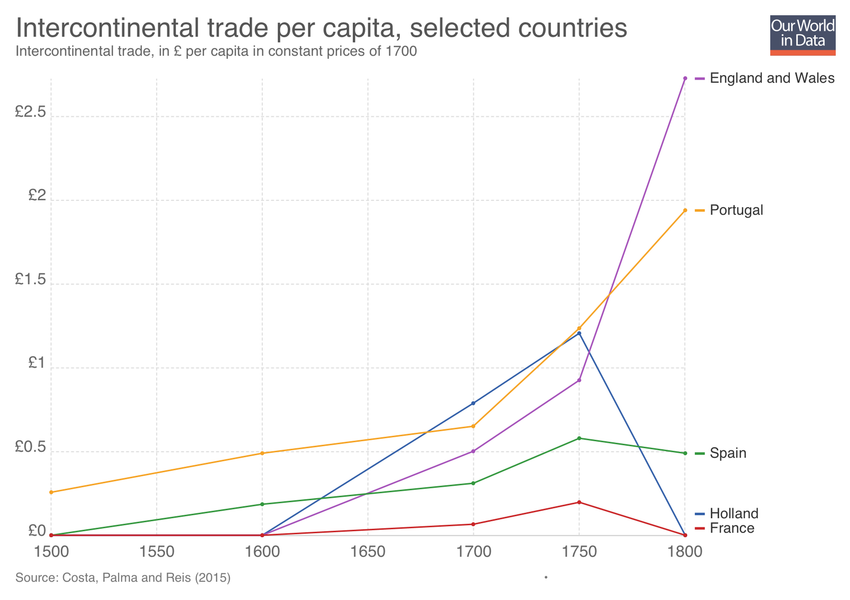 Intercontinental trade per capita, selected countries
Intercontinental trade, in £ per capita in constant prices of 1700
Our World
in Data
England and Wales
£2.5
£2
Portugal
£1.5
£1
£0.5
Spain
Holland
France
£0
1500 1550 1600 1650 1700 1750 1800
Source: Costa, Palma and Reis (2015)